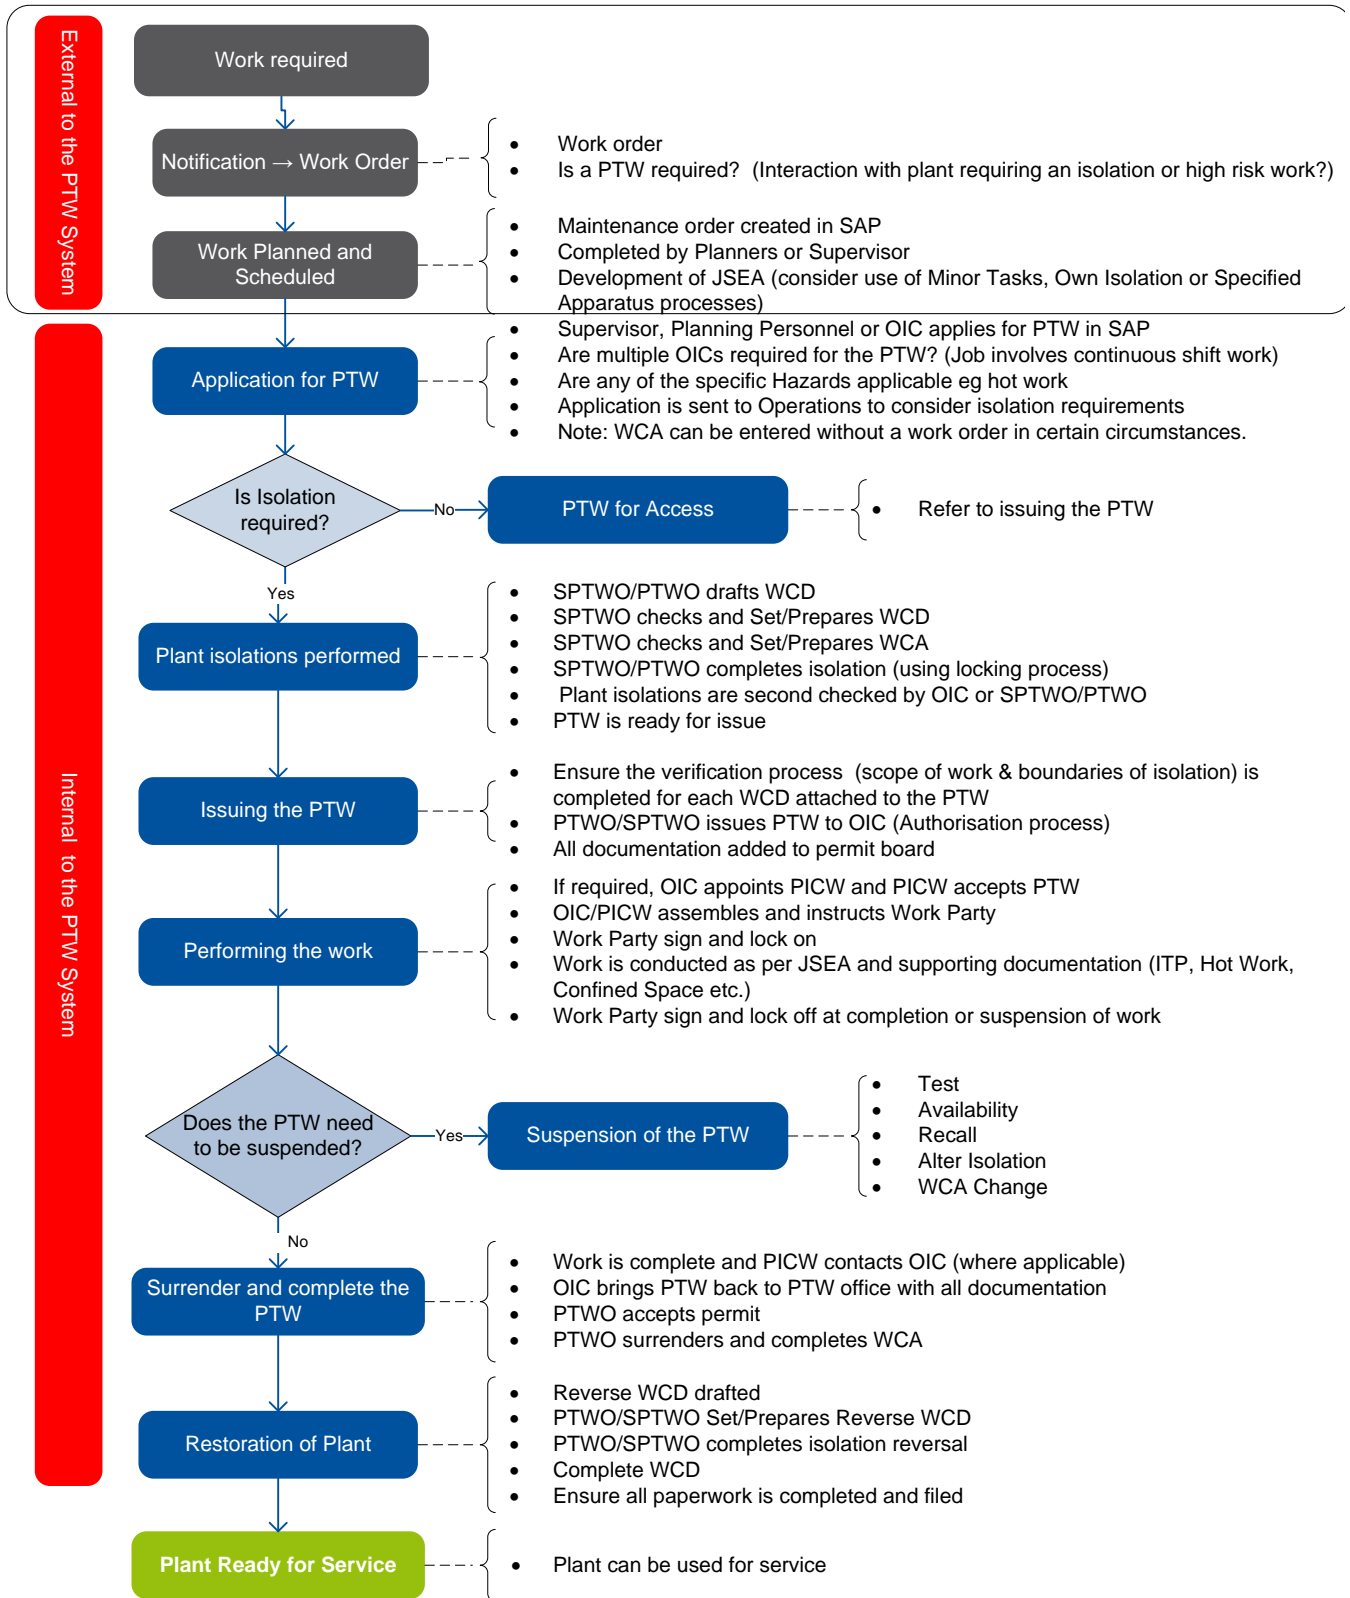 External to the PTW System
Work required
Notification → Work Order
• Work order
• Is a PTW required?  (Interaction with plant requiring an isolation or high risk work?)
Work Planned and
Scheduled
• Maintenance order created in SAP
• Completed by Planners or Supervisor
• Development of JSEA (consider use of Minor Tasks, Own Isolation or Specified
Apparatus processes)
Internal  to the PTW System
Application for PTW
• Supervisor, Planning Personnel or OIC applies for PTW in SAP
• Are multiple OICs required for the PTW? (Job involves continuous shift work)
• Are any of the specific Hazards applicable eg hot work
• Application is sent to Operations to consider isolation requirements
• Note: WCA can be entered without a work order in certain circumstances.
Is Isolation
required?
No
PTW for Access
• Refer to issuing the PTW
Yes
Plant isolations performed
• SPTWO/PTWO drafts WCD
• SPTWO checks and Set/Prepares WCD
• SPTWO checks and Set/Prepares WCA
• SPTWO/PTWO completes isolation (using locking process)
• Plant isolations are second checked by OIC or SPTWO/PTWO
• PTW is ready for issue
Issuing the PTW
• Ensure the verification process  (scope of work & boundaries of isolation) is
completed for each WCD attached to the PTW
• PTWO/SPTWO issues PTW to OIC (Authorisation process)
• All documentation added to permit board
Performing the work
• If required, OIC appoints PICW and PICW accepts PTW
• OIC/PICW assembles and instructs Work Party
• Work Party sign and lock on
• Work is conducted as per JSEA and supporting documentation (ITP, Hot Work,
Confined Space etc.)
• Work Party sign and lock off at completion or suspension of work
Does the PTW need
to be suspended?
Yes
Suspension of the PTW
• Test
• Availability
• Recall
• Alter Isolation
• WCA Change
No
Surrender and complete the
PTW
• Work is complete and PICW contacts OIC (where applicable)
• OIC brings PTW back to PTW office with all documentation
• PTWO accepts permit
• PTWO surrenders and completes WCA
Restoration of Plant
• Reverse WCD drafted
• PTWO/SPTWO Set/Prepares Reverse WCD
• PTWO/SPTWO completes isolation reversal
• Complete WCD
• Ensure all paperwork is completed and filed
Plant Ready for Service
• Plant can be used for service